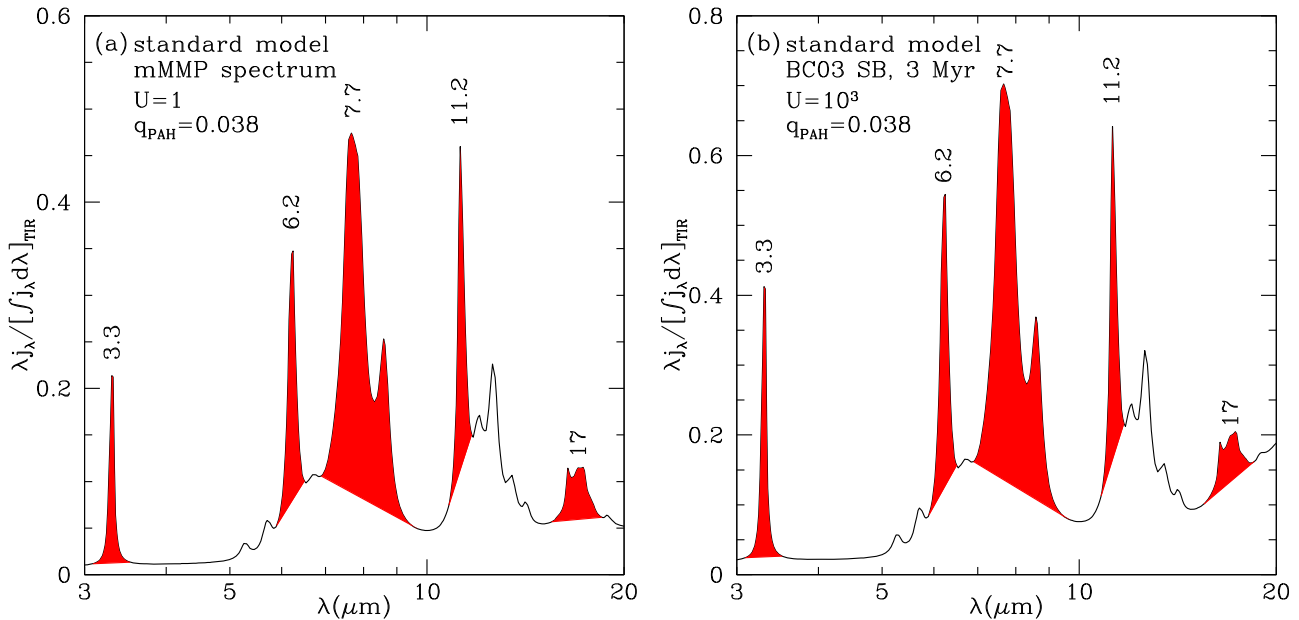 (a) standard model
mMMP spectrum
U=1
q_PAH=0.038
3.3
6.2
7.7
11.2
17
0.6
0.4
0.2
0
3
5
10
20
λ(μm)
λj_λ/[∫j_λdλ]_TIR
(b) standard model
BC03 SB, 3 Myr
U=10³
q_PAH=0.038
3.3
6.2
7.7
11.2
17
0.8
0.6
0.4
0.2
0
3
5
10
20
λ(μm)
λj_λ/[∫j_λdλ]_TIR